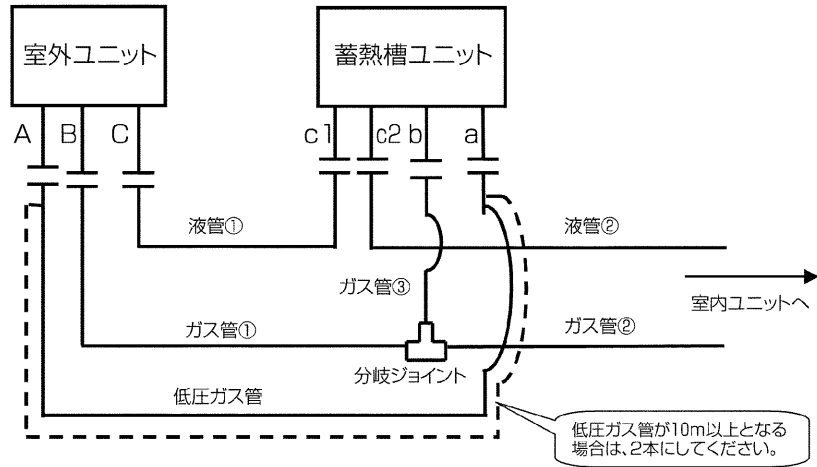 室外ユニット
蓄熱槽ユニット
A
B
C
c1
c2
b
a
液管①
液管②
ガス管③
室内ユニットへ
ガス管①
ガス管②
分岐ジョイント
低圧ガス管
低圧ガス管が10m以上となる
場合は、2本にしてください。